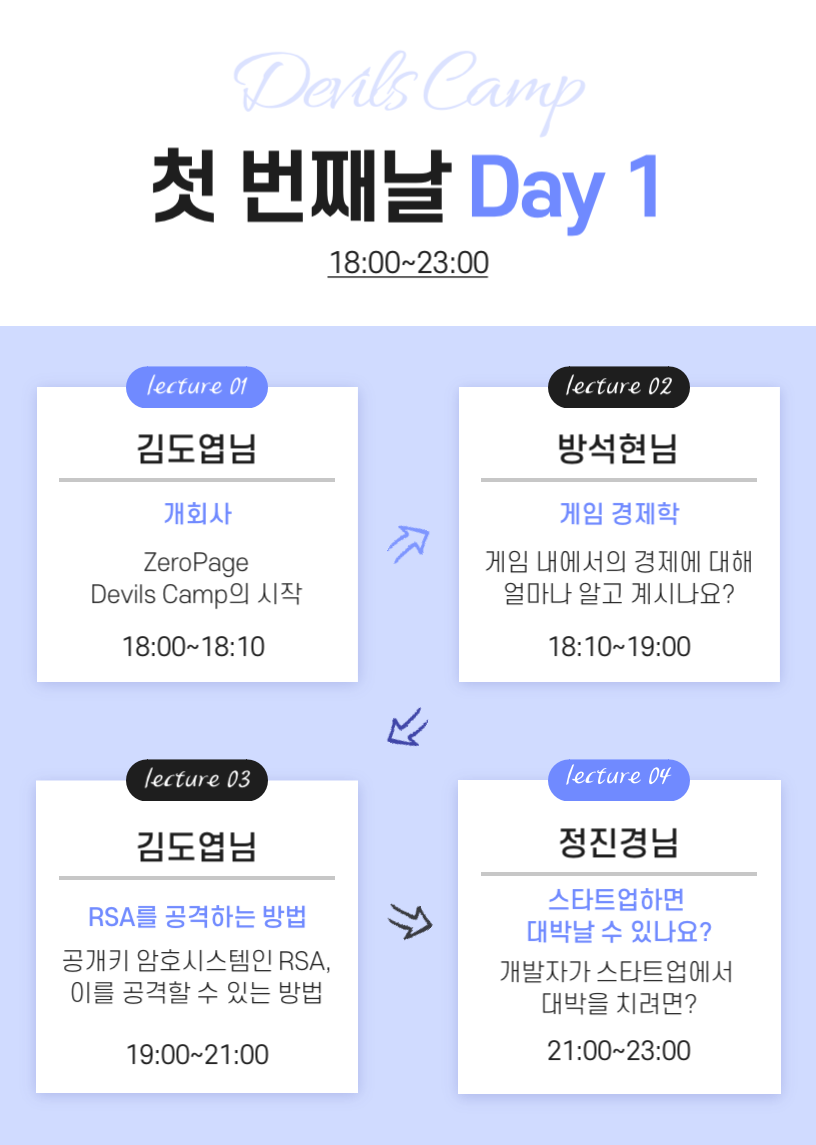 Devils Camp
첫 번째날 Day 1
18:00~23:00
lecture 01
김도엽님
개회사
ZeroPage
Devils Camp의 시작
18:00~18:10
lecture 02
방석현님
게임 경제학
게임 내에서의 경제에 대해
얼마나 알고 계시나요?
18:10~19:00
lecture 03
김도엽님
RSA를 공격하는 방법
공개키 암호시스템인 RSA,
이를 공격할 수 있는 방법
19:00~21:00
lecture 04
정진경님
스타트업하면
대박날 수 있나요?
개발자가 스타트업에서
대박을 치려면?
21:00~23:00